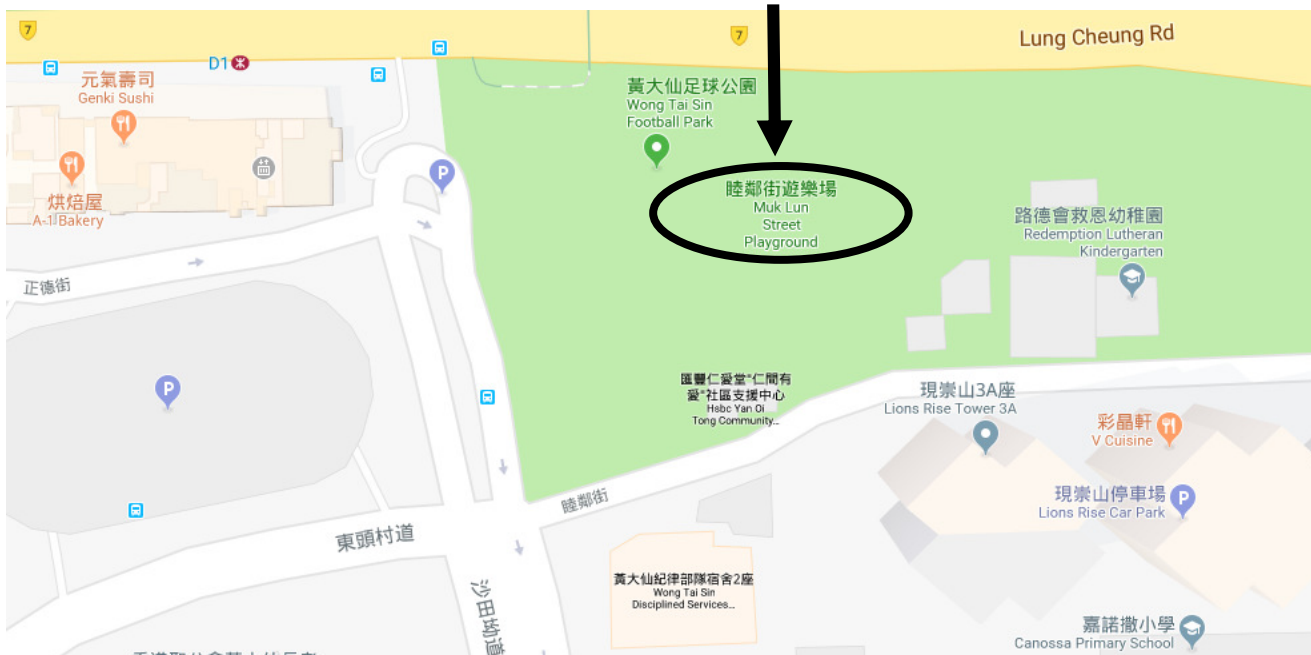 7
7
Lung Cheung Rd
D1
元氣壽司
Genki Sushi
黃大仙足球公園
Wong Tai Sin
Football Park
P
烘焙屋
A-1 Bakery
睦鄰街遊樂場
Muk Lun
Street
Playground
路德會救恩幼稚園
Redemption Lutheran
Kindergarten
正德街
P
匯豐仁愛堂"仁間有
愛"社區支援中心
Hsbc Yan Oi
Tong Community...
現崇山3A座
Lions Rise Tower 3A
彩晶軒
V Cuisine
現崇山停車場
Lions Rise Car Park
P
睦鄰街
東頭村道
黃大仙紀律部隊宿舍2座
Wong Tai Sin
Disciplined Services...
沙田坳道
嘉諾撒小學
Canossa Primary School